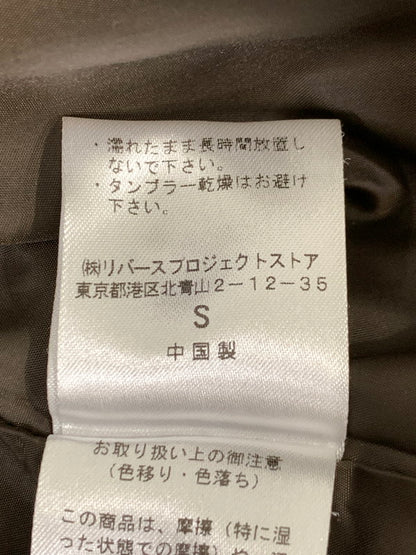 ・濡れたまま長時間放置し
ないで下さい。
・タンブラー乾燥はお避け
下さい。
㈱リバースプロジェクトストア
東京都港区北青山2-12-35
S
中国製
お取り扱い上の御注意
(色移り・色落ち)
この商品は、摩擦(特に湿
った状態での摩擦)や、